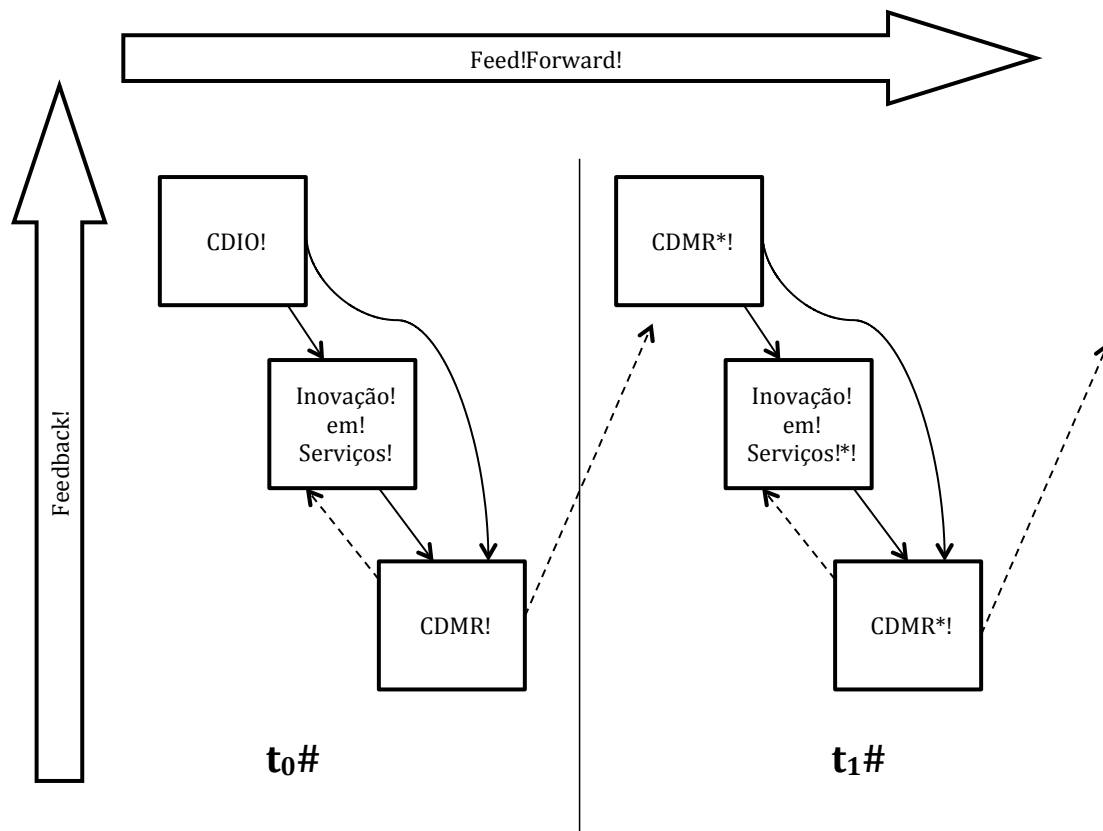 Feed!Forward!
Feedback!
CDIO!
Inovação!
em!
Serviços!
CDMR!
t₀#
CDMR*!
Inovação!
em!
Serviços!*!
CDMR*!
t₁#